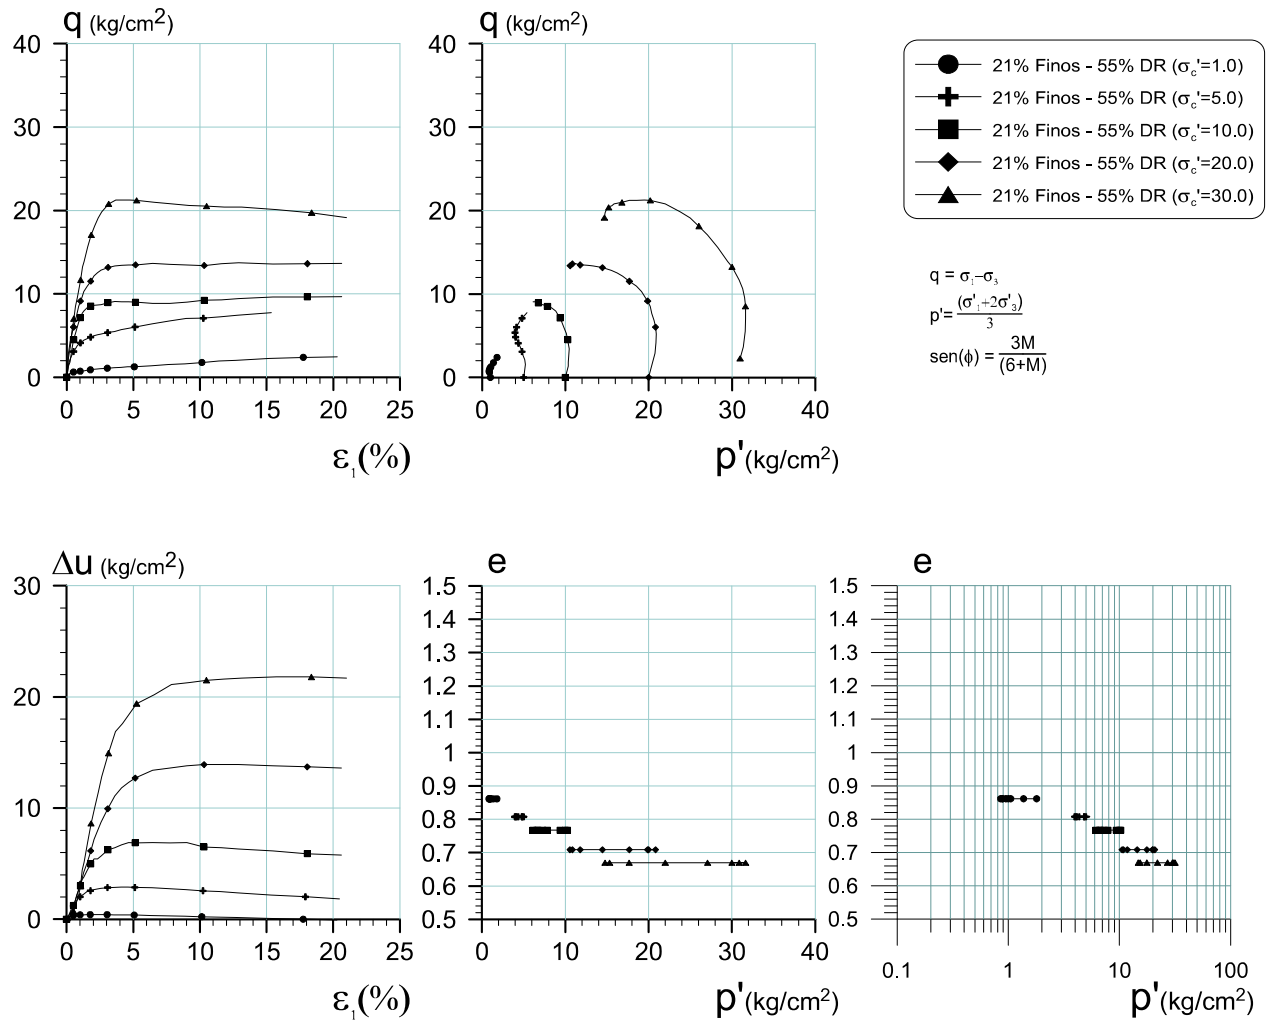 q (kg/cm²)
40
30
20
10
0
0 5 10 15 20 25
ε₁(%)
q (kg/cm²)
40
30
20
10
0
0 10 20 30 40
p'(kg/cm²)
21% Finos - 55% DR (σc'=1.0)
21% Finos - 55% DR (σc'=5.0)
21% Finos - 55% DR (σc'=10.0)
21% Finos - 55% DR (σc'=20.0)
21% Finos - 55% DR (σc'=30.0)
q = σ₁–σ₃
p'= (σ'₁+2σ'₃)/3
sen(ϕ) = 3M/(6+M)
Δu (kg/cm²)
30
20
10
0
0 5 10 15 20 25
ε₁(%)
e
1.5
1.4
1.3
1.2
1.1
1
0.9
0.8
0.7
0.6
0.5
0 10 20 30 40
p'(kg/cm²)
e
1.5
1.4
1.3
1.2
1.1
1
0.9
0.8
0.7
0.6
0.5
0.1 1 10 100
p'(kg/cm²)